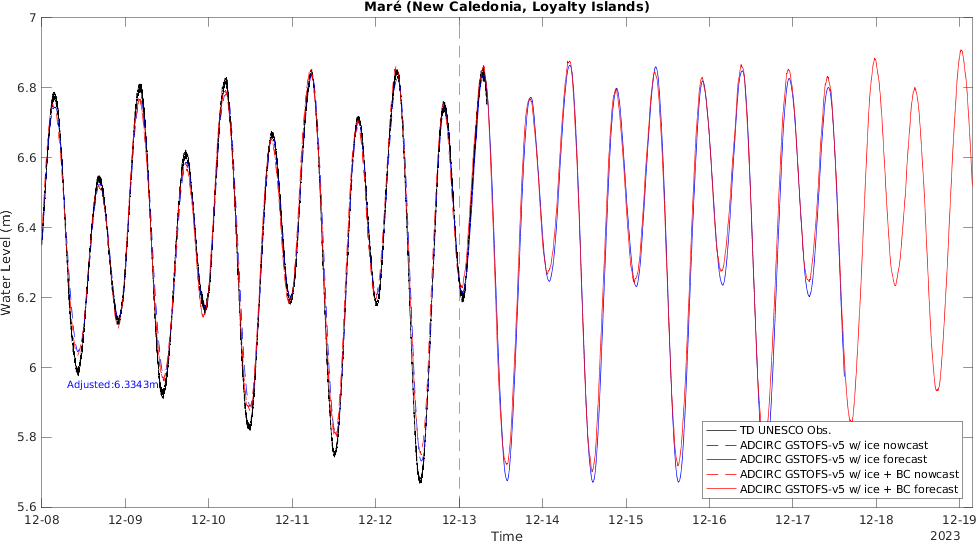 Maré (New Caledonia, Loyalty Islands)
7
6.8
6.6
6.4
6.2
6
5.8
5.6
Water Level (m)
Adjusted:6.3343m
TD UNESCO Obs.
ADCIRC GSTOFS-v5 w/ ice nowcast
ADCIRC GSTOFS-v5 w/ ice forecast
ADCIRC GSTOFS-v5 w/ ice + BC nowcast
ADCIRC GSTOFS-v5 w/ ice + BC forecast
12-08 12-09 12-10 12-11 12-12 12-13 12-14 12-15 12-16 12-17 12-18 12-19
Time
2023